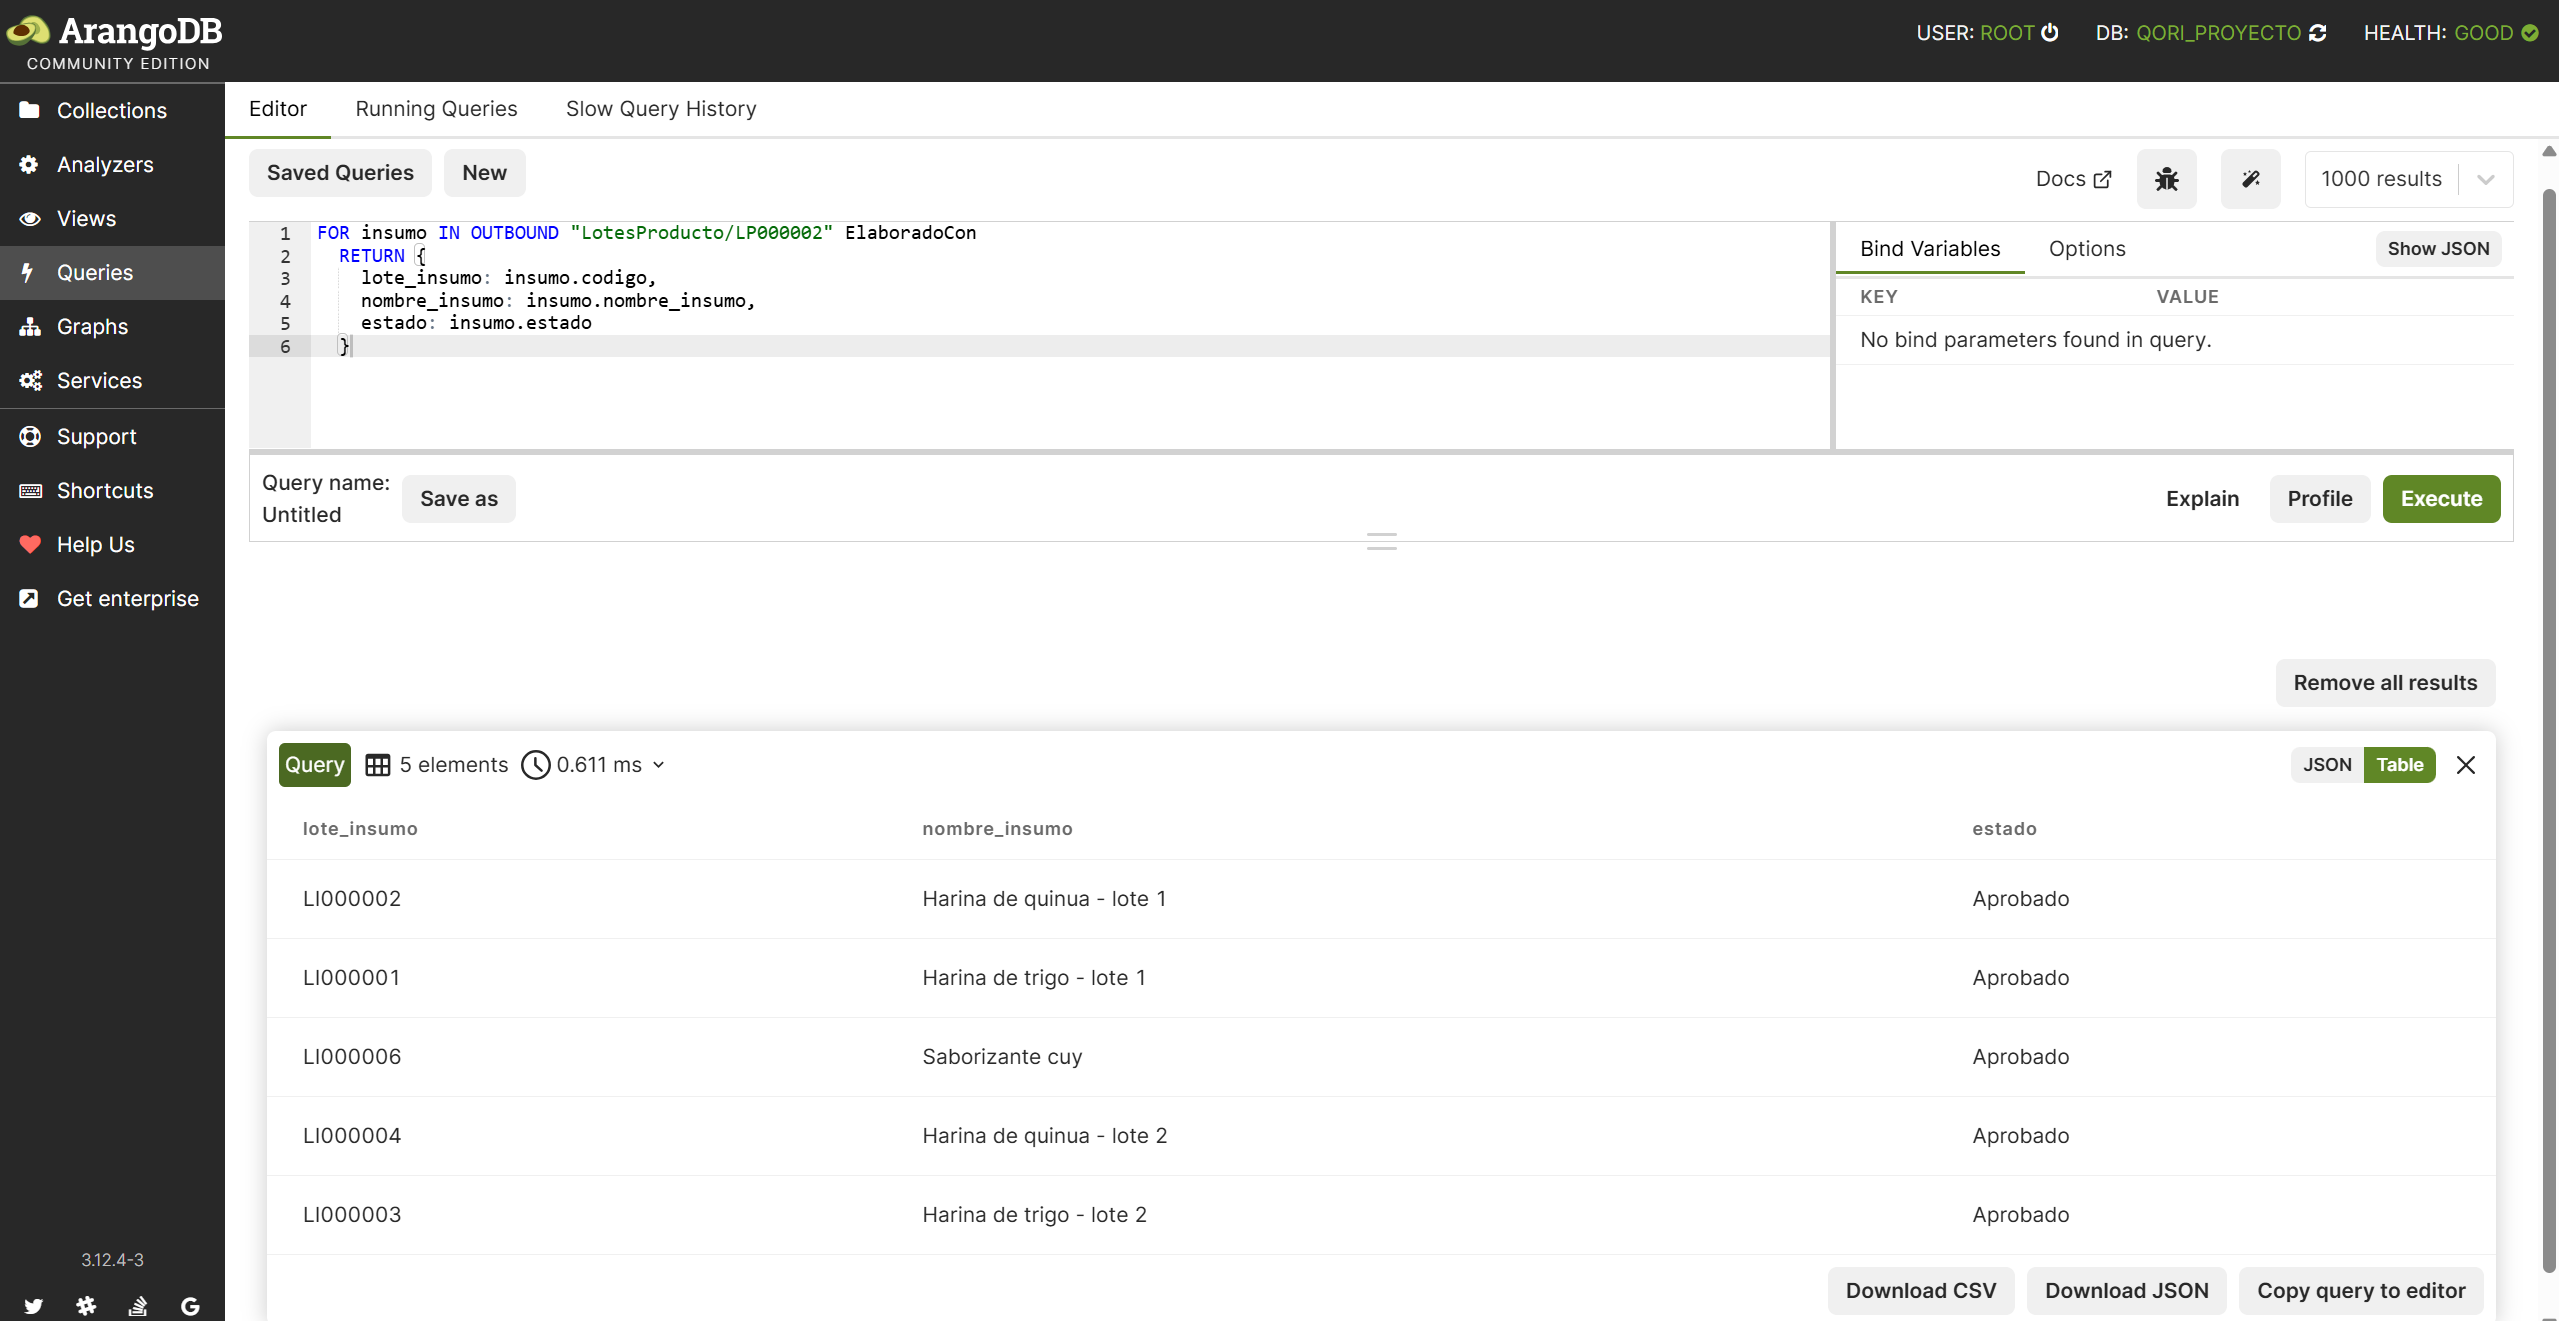 ArangoDB
COMMUNITY EDITION
USER: ROOT DB: QORI_PROYECTO HEALTH: GOOD
Collections
Analyzers
Views
Queries
Graphs
Services
Support
Shortcuts
Help Us
Get enterprise
3.12.4-3
Editor Running Queries Slow Query History
Saved Queries New Docs 1000 results
1 FOR insumo IN OUTBOUND "LotesProducto/LP000002" ElaboradoCon
2 RETURN {
3 lote_insumo: insumo.codigo,
4 nombre_insumo: insumo.nombre_insumo,
5 estado: insumo.estado
6 }
Bind Variables Options Show JSON
KEY VALUE
No bind parameters found in query.
Query name:
Untitled
Save as Explain Profile Execute
Remove all results
Query 5 elements 0.611 ms JSON Table
lote_insumo nombre_insumo estado
LI000002 Harina de quinua - lote 1 Aprobado
LI000001 Harina de trigo - lote 1 Aprobado
LI000006 Saborizante cuy Aprobado
LI000004 Harina de quinua - lote 2 Aprobado
LI000003 Harina de trigo - lote 2 Aprobado
Download CSV Download JSON Copy query to editor